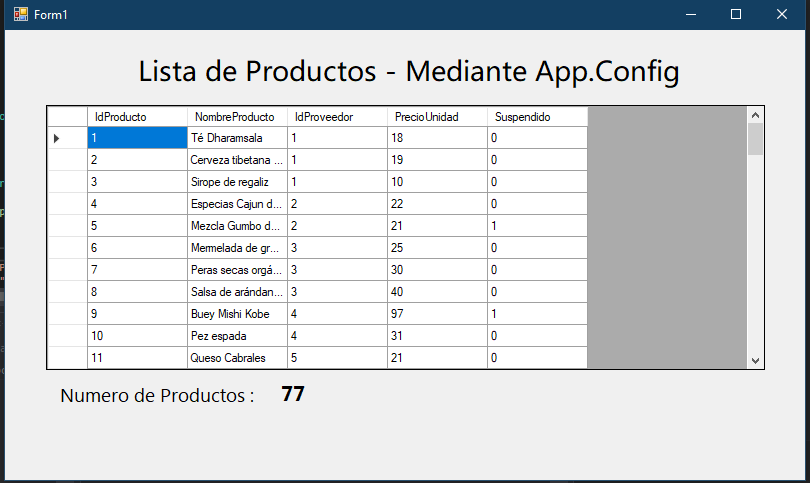 Form1
Lista de Productos - Mediante App.Config
IdProducto NombreProducto IdProveedor PrecioUnidad Suspendido
1 Té Dharamsala 1 18 0
2 Cerveza tibetana ... 1 19 0
3 Sirope de regaliz 1 10 0
4 Especias Cajun d... 2 22 0
5 Mezcla Gumbo d... 2 21 1
6 Mermelada de gr... 3 25 0
7 Peras secas orgá... 3 30 0
8 Salsa de arándan... 3 40 0
9 Buey Mishi Kobe 4 97 1
10 Pez espada 4 31 0
11 Queso Cabrales 5 21 0
Numero de Productos : 77